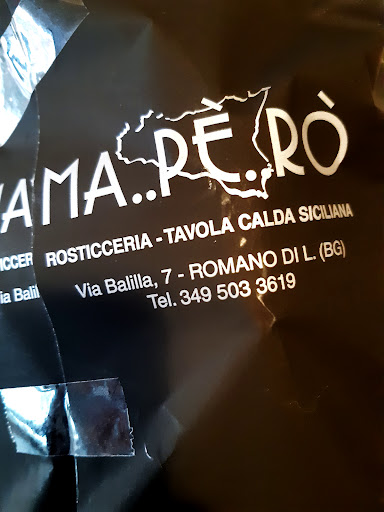 MA..PÈ.RÒ
ROSTICCERIA - TAVOLA CALDA SICILIANA
Via Balilla, 7 - ROMANO DI L. (BG)
Tel. 349 503 3619